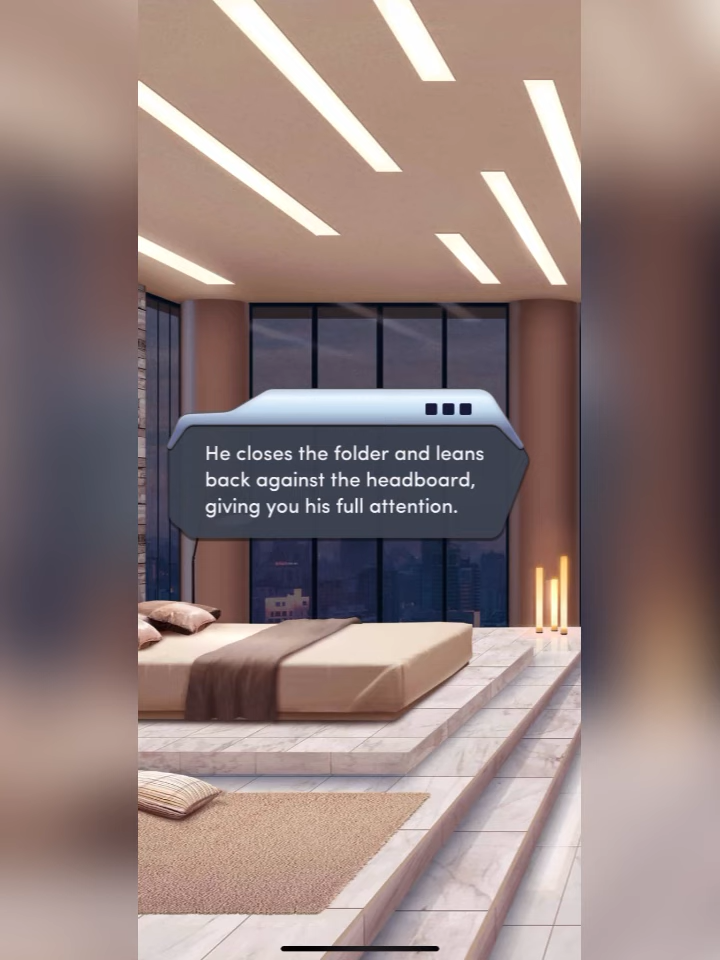 He closes the folder and leans
back against the headboard,
giving you his full attention.